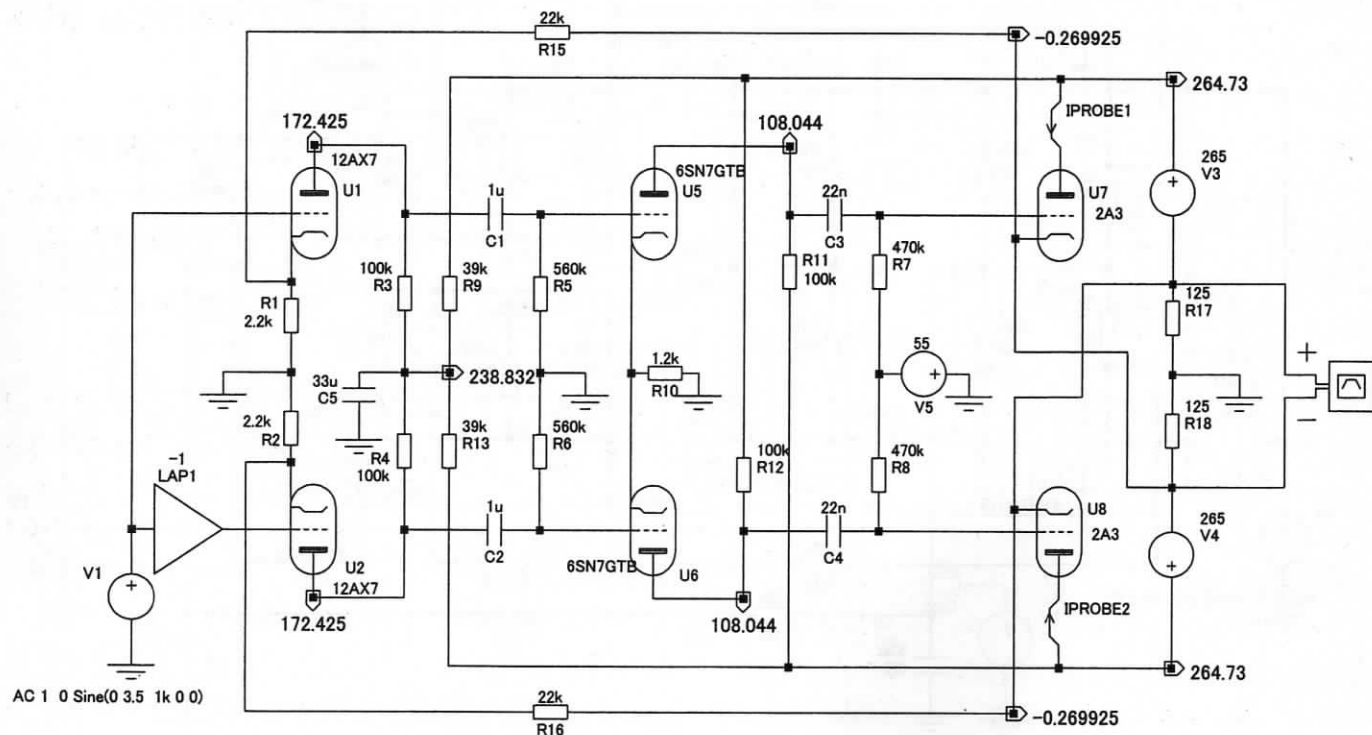 22k
R15
-0.269925
264.73
172.425
12AX7
U1
108.044
6SN7GTB
U5
IPROBE1
265
V3
U7
2A3
1u
C1
22n
C3
100k
R3
39k
R9
560k
R5
R11
100k
470k
R7
R1
2.2k
125
R17
55
V5
1.2k
R10
238.832
33u
C5
+
−
2.2k
R2
R4
100k
39k
R13
560k
R6
100k
R12
470k
R8
125
R18
-1
LAP1
1u
C2
22n
C4
U8
2A3
265
V4
V1
U2
12AX7
6SN7GTB
U6
IPROBE2
172.425
108.044
264.73
AC 1 0 Sine(0 3.5 1k 0 0)
22k
R16
-0.269925